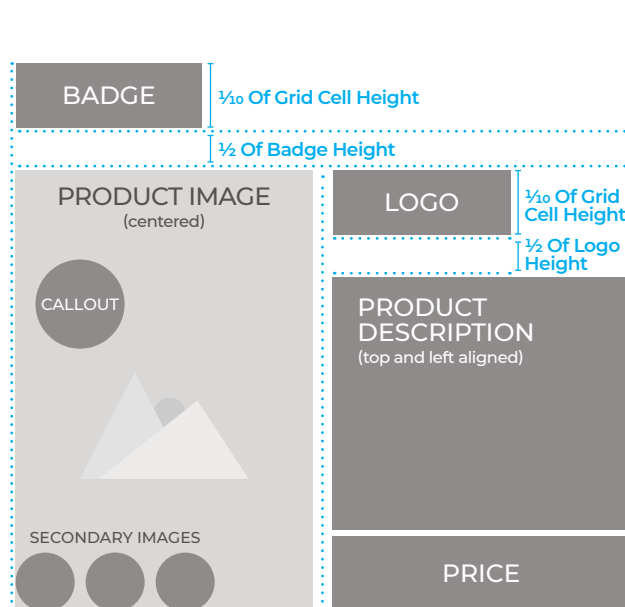 BADGE
⅒ Of Grid Cell Height
½ Of Badge Height
PRODUCT IMAGE
(centered)
LOGO
⅒ Of Grid
Cell Height
½ Of Logo
Height
CALLOUT
PRODUCT
DESCRIPTION
(top and left aligned)
SECONDARY IMAGES
PRICE